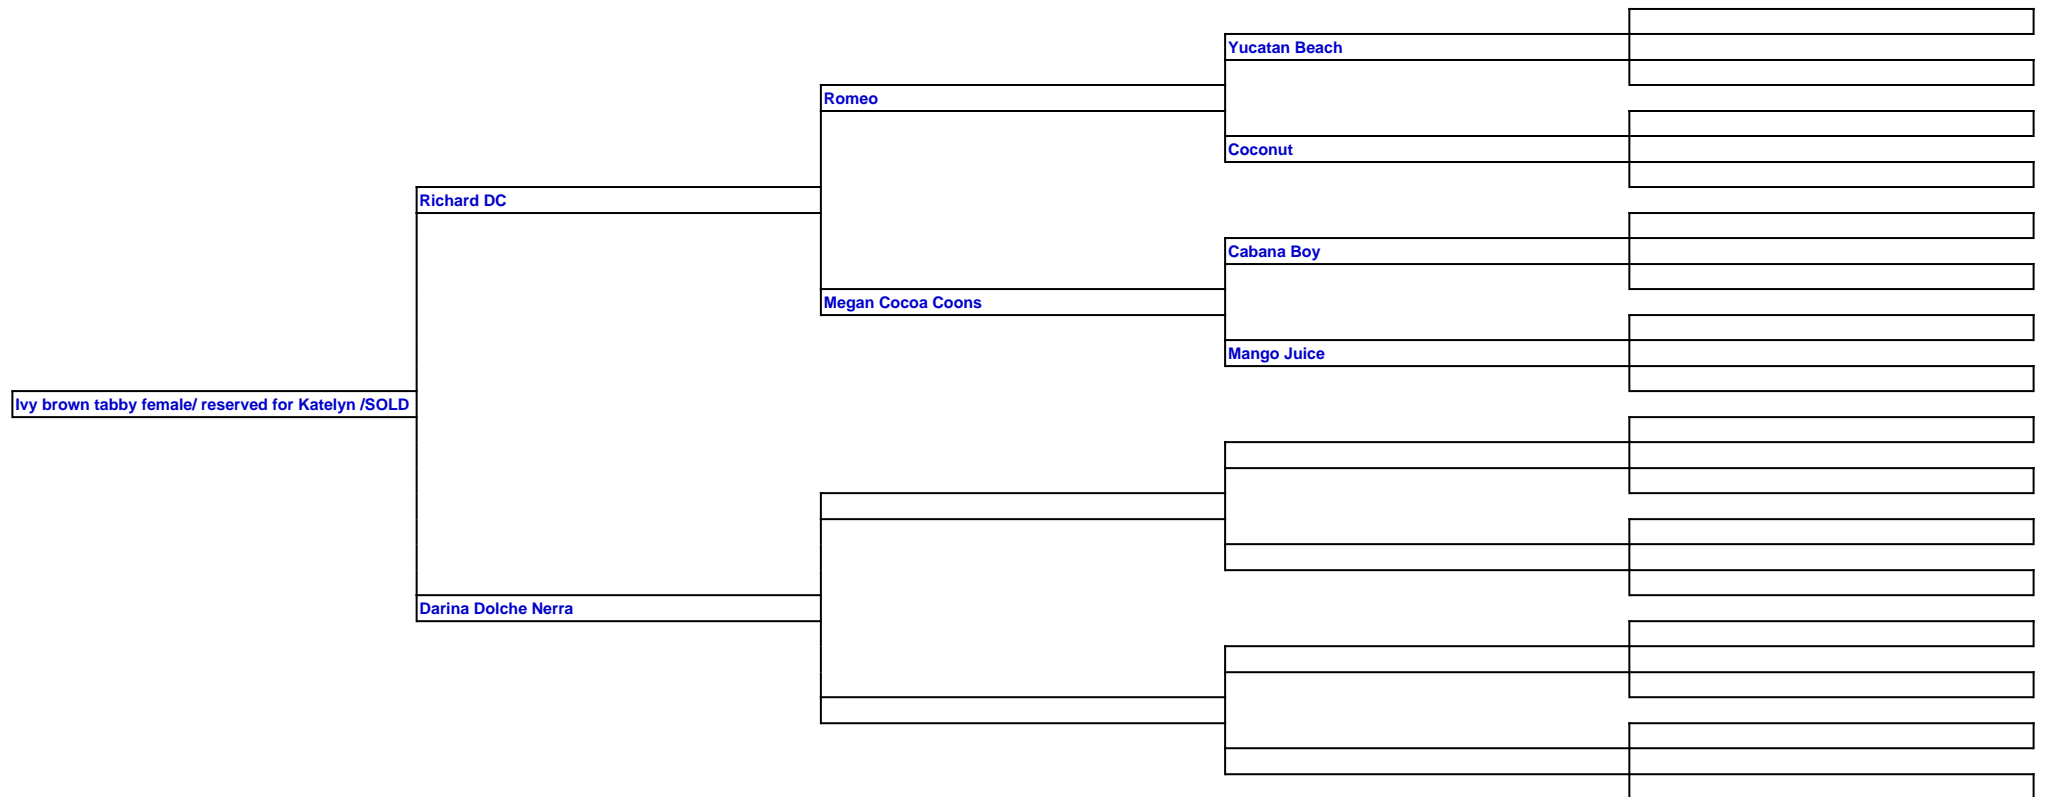 Yucatan Beach
Romeo
Coconut
Richard DC
Cabana Boy
Megan Cocoa Coons
Mango Juice
Ivy brown tabby female/ reserved for Katelyn /SOLD
Darina Dolche Nerra